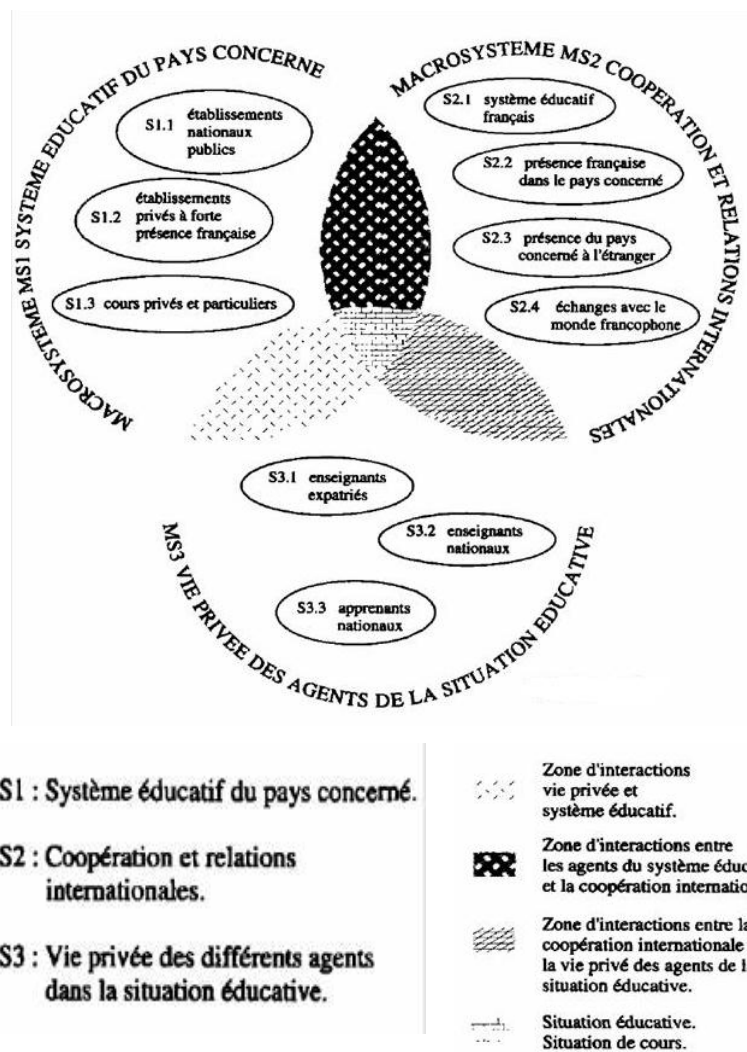 MACROSYSTEME MS1 SYSTEME EDUCATIF DU PAYS CONCERNE
S1.1 établissements
nationaux
publics
S1.2 établissements
privés à forte
présence française
S1.3 cours privés et particuliers
MACROSYSTEME MS2 COOPERATION ET RELATIONS INTERNATIONALES
S2.1 système éducatif
français
S2.2 présence française
dans le pays concerné
S2.3 présence du pays
concerné à l'étranger
S2.4 échanges avec le
monde francophone
S3.1 enseignants
expatriés
S3.2 enseignants
nationaux
S3.3 apprenants
nationaux
MS3 VIE PRIVEE DES AGENTS DE LA SITUATION EDUCATIVE
S1 : Système éducatif du pays concerné.
S2 : Coopération et relations
internationales.
S3 : Vie privée des différents agents
dans la situation éducative.
Zone d'interactions
vie privée et
système éducatif.
Zone d'interactions entre
les agents du système éduc
et la coopération internatio
Zone d'interactions entre la
coopération internationale
la vie privé des agents de l
situation éducative.
Situation éducative.
Situation de cours.